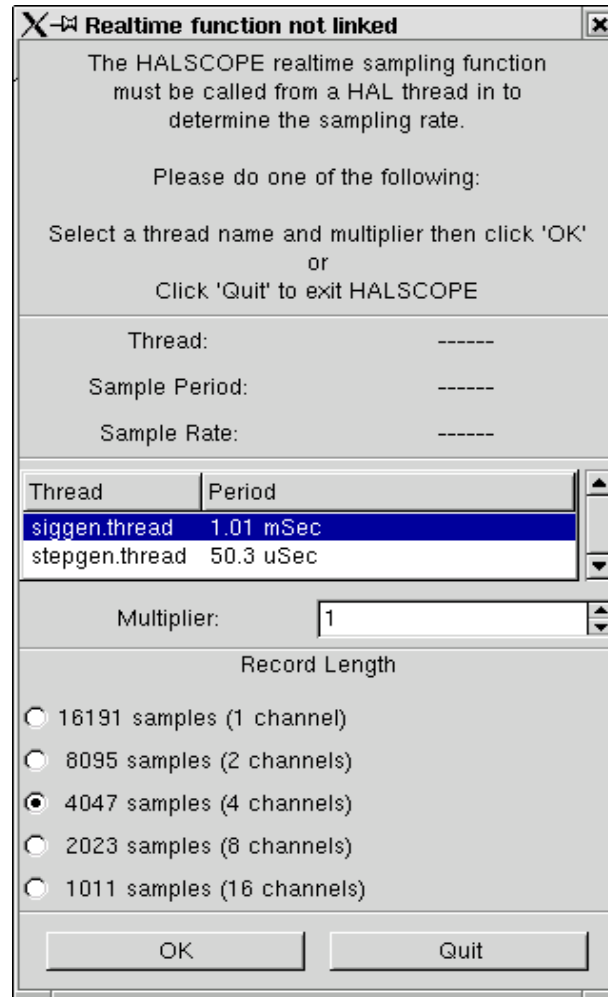 Realtime function not linked
The HALSCOPE realtime sampling function
must be called from a HAL thread in to
determine the sampling rate.
Please do one of the following:
Select a thread name and multiplier then click 'OK'
or
Click 'Quit' to exit HALSCOPE
Thread: ------
Sample Period: ------
Sample Rate: ------
Thread Period
siggen.thread 1.01 mSec
stepgen.thread 50.3 uSec
Multiplier: 1
Record Length
16191 samples (1 channel)
8095 samples (2 channels)
4047 samples (4 channels)
2023 samples (8 channels)
1011 samples (16 channels)
OK Quit